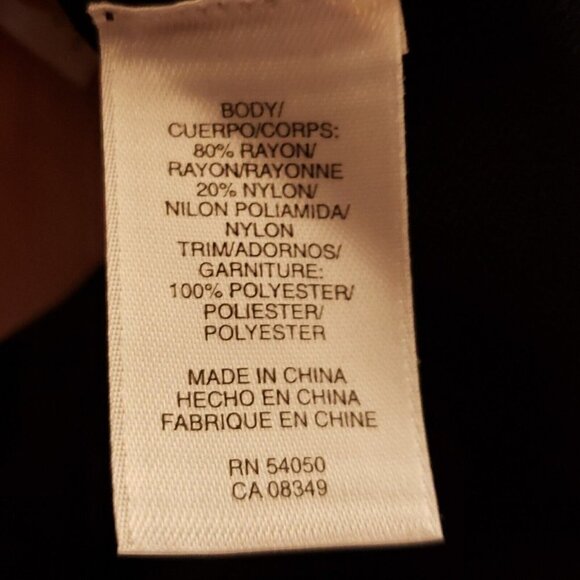 BODY/
CUERPO/CORPS:
80% RAYON/
RAYON/RAYONNE
20% NYLON/
NILON POLIAMIDA/
NYLON
TRIM/ADORNOS/
GARNITURE:
100% POLYESTER/
POLIESTER/
POLYESTER
MADE IN CHINA
HECHO EN CHINA
FABRIQUE EN CHINE
RN 54050
CA 08349